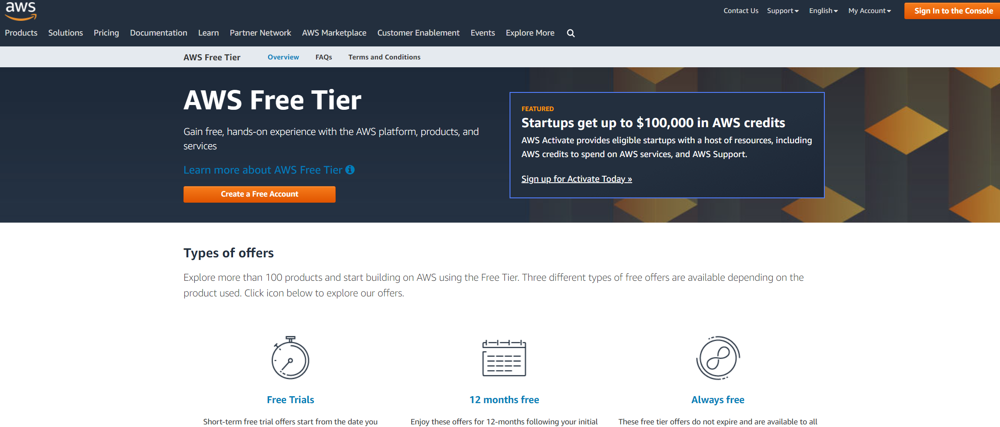 aws
Contact Us Support English My Account Sign In to the Console
Products Solutions Pricing Documentation Learn Partner Network AWS Marketplace Customer Enablement Events Explore More
AWS Free Tier Overview FAQs Terms and Conditions
AWS Free Tier
Gain free, hands-on experience with the AWS platform, products, and
services
Learn more about AWS Free Tier
Create a Free Account
FEATURED
Startups get up to $100,000 in AWS credits
AWS Activate provides eligible startups with a host of resources, including
AWS credits to spend on AWS services, and AWS Support.
Sign up for Activate Today »
Types of offers
Explore more than 100 products and start building on AWS using the Free Tier. Three different types of free offers are available depending on the
product used. Click icon below to explore our offers.
Free Trials
Short-term free trial offers start from the date you
12 months free
Enjoy these offers for 12-months following your initial
Always free
These free tier offers do not expire and are available to all